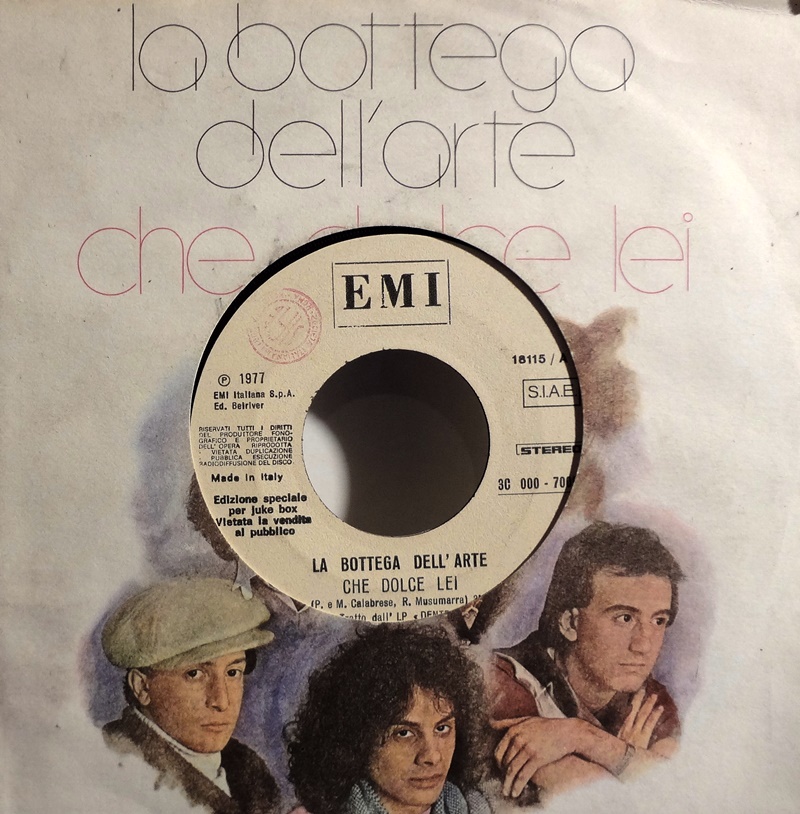 la bottega
dell'arte
che dolce lei
EMI
℗ 1977
EMI Italiana S.p.A.
Ed. Belriver
RISERVATI TUTTI I DIRITTI
DEL PRODUTTORE FONO-
GRAFICO E PROPRIETARIO
DELL'OPERA RIPRODOTTA
VIETATA DUPLICAZIONE
PUBBLICA ESECUZIONE
RADIODIFFUSIONE DEL DISCO
Made in Italy
Edizione speciale
per juke box
Vietata la vendita
al pubblico
18115 / A
S.I.A.E
STEREO
3C 000 - 70
LA BOTTEGA DELL'ARTE
CHE DOLCE LEI
(P. e M. Calabrese, R. Musumarra)
Tratto dall' LP